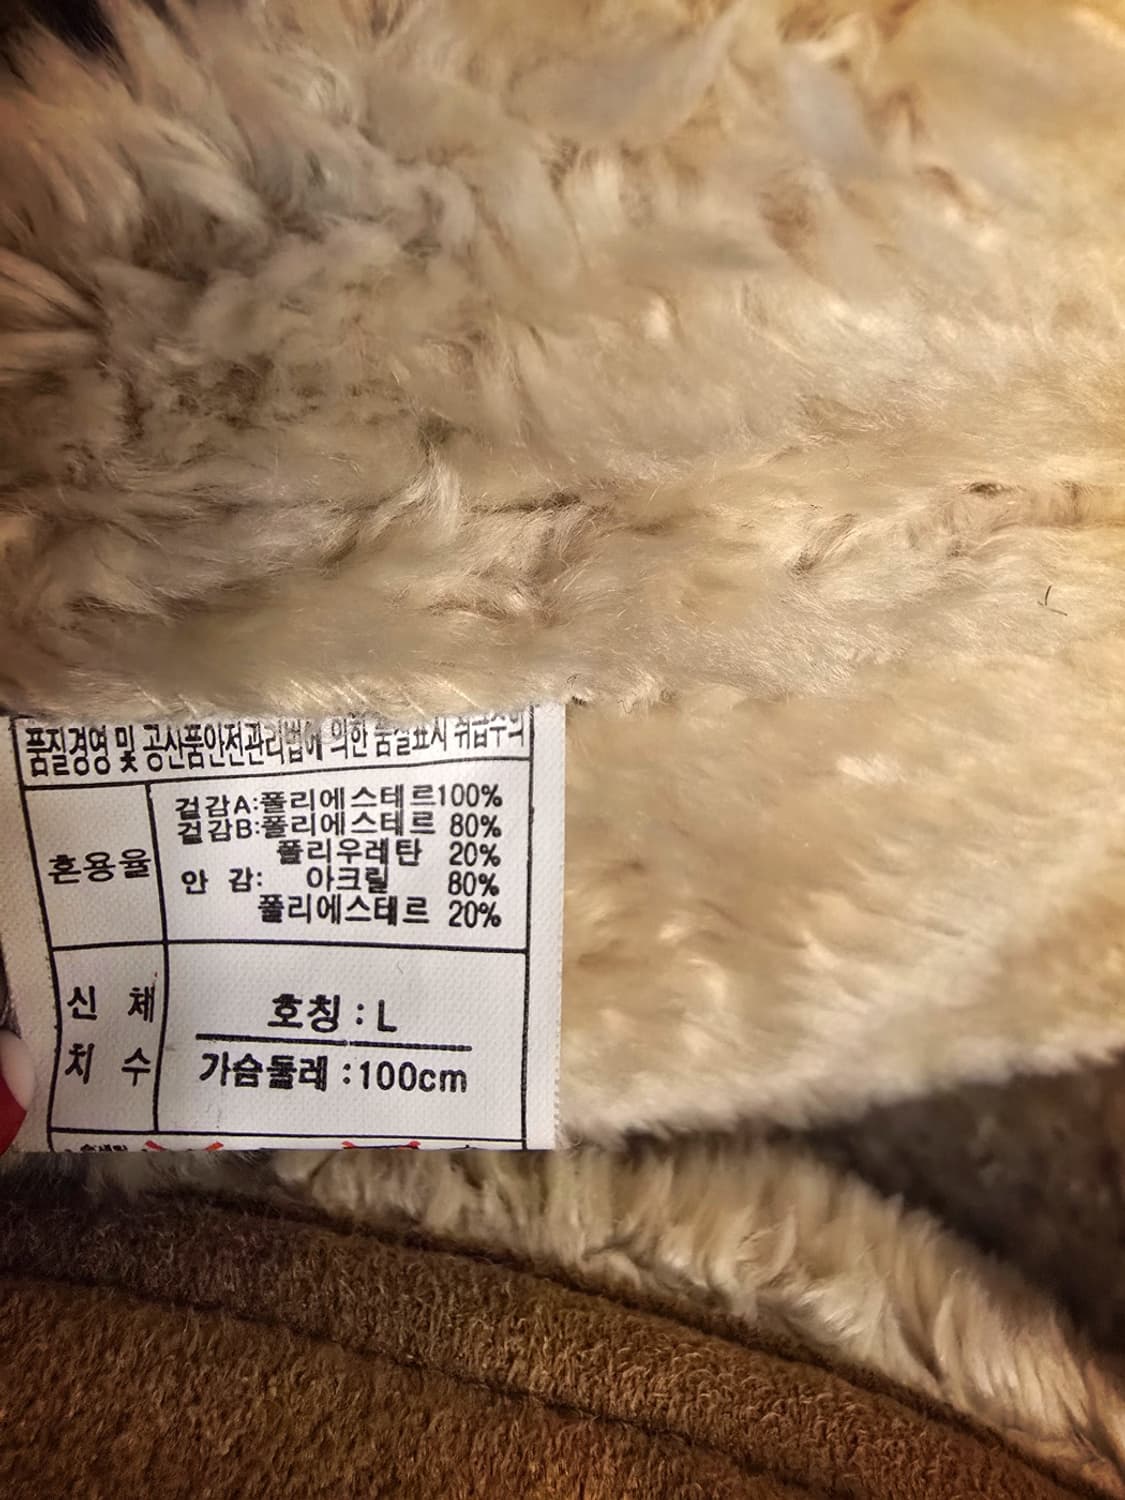 품질경영 및 공산품안전관리법에 의한 품질표시 취급주의
혼용율
겉감A:폴리에스테르100%
겉감B:폴리에스테르 80%
폴리우레탄 20%
안 감: 아크릴 80%
폴리에스테르 20%
신 체
치 수
호칭 : L
가슴둘레 :100cm